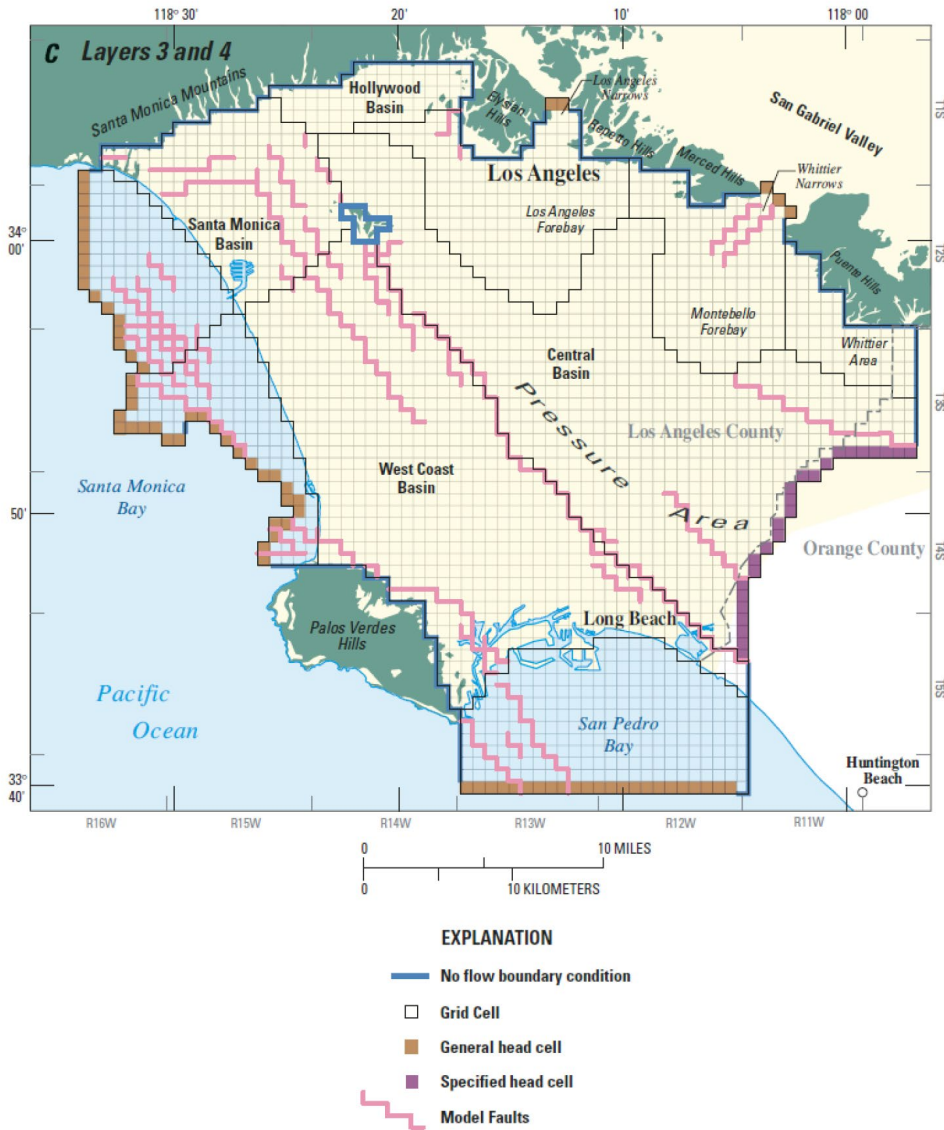 118° 30'
20'
10'
118° 00'
C Layers 3 and 4
Santa Monica Mountains
Hollywood
Basin
Elysian
Hills
Los Angeles
Narrows
Repetto Hills
Merced Hills
San Gabriel Valley
T1S
Los Angeles
Whittier
Narrows
Los Angeles
Forebay
34°
00'
Santa Monica
Basin
T2S
Puente Hills
Montebello
Forebay
Whittier
Area
Central
Basin
Pressure
Area
T3S
Los Angeles County
West Coast
Basin
Santa Monica
Bay
50'
Orange County
T4S
Palos Verdes
Hills
Long Beach
Pacific
Ocean
San Pedro
Bay
T5S
Huntington
Beach
33°
40'
R16W
R15W
R14W
R13W
R12W
R11W
0
10 MILES
0
10 KILOMETERS
EXPLANATION
No flow boundary condition
Grid Cell
General head cell
Specified head cell
Model Faults